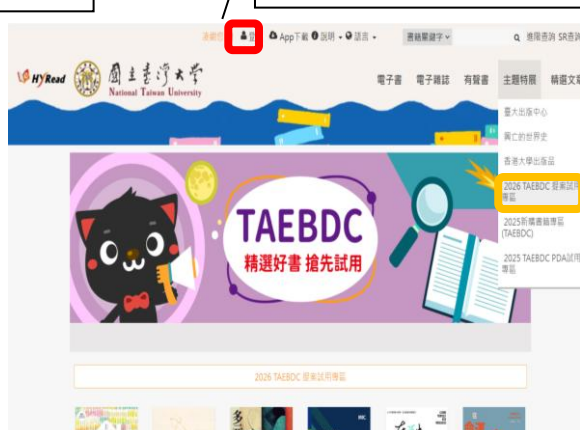 App下載 說明 語言 書籍關鍵字 進階查詢 SR查詢
HyRead 國立臺灣大學
National Taiwan University
電子書 電子雜誌 有聲書 主題特展 精選文章
臺大出版中心
興亡的世界史
香港大學出版品
2026 TAEBDC 提案試用
專區
2025新購書籍專區
(TAEBDC)
2025 TAEBDC PDA試用
專區
TAEBDC
精選好書 搶先試用
2026 TAEBDC 提案試用專區